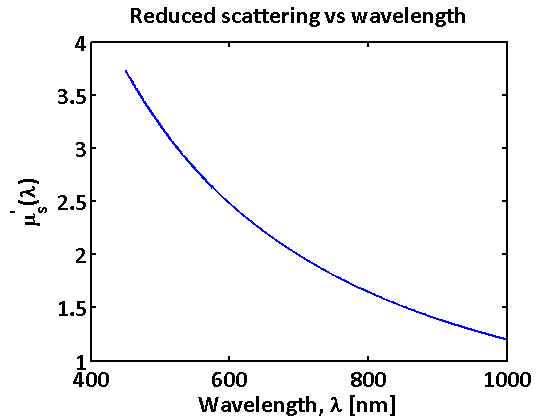 Reduced scattering vs wavelength
4
3.5
3
2.5
2
1.5
1
μs'(λ)
400 600 800 1000
Wavelength, λ [nm]